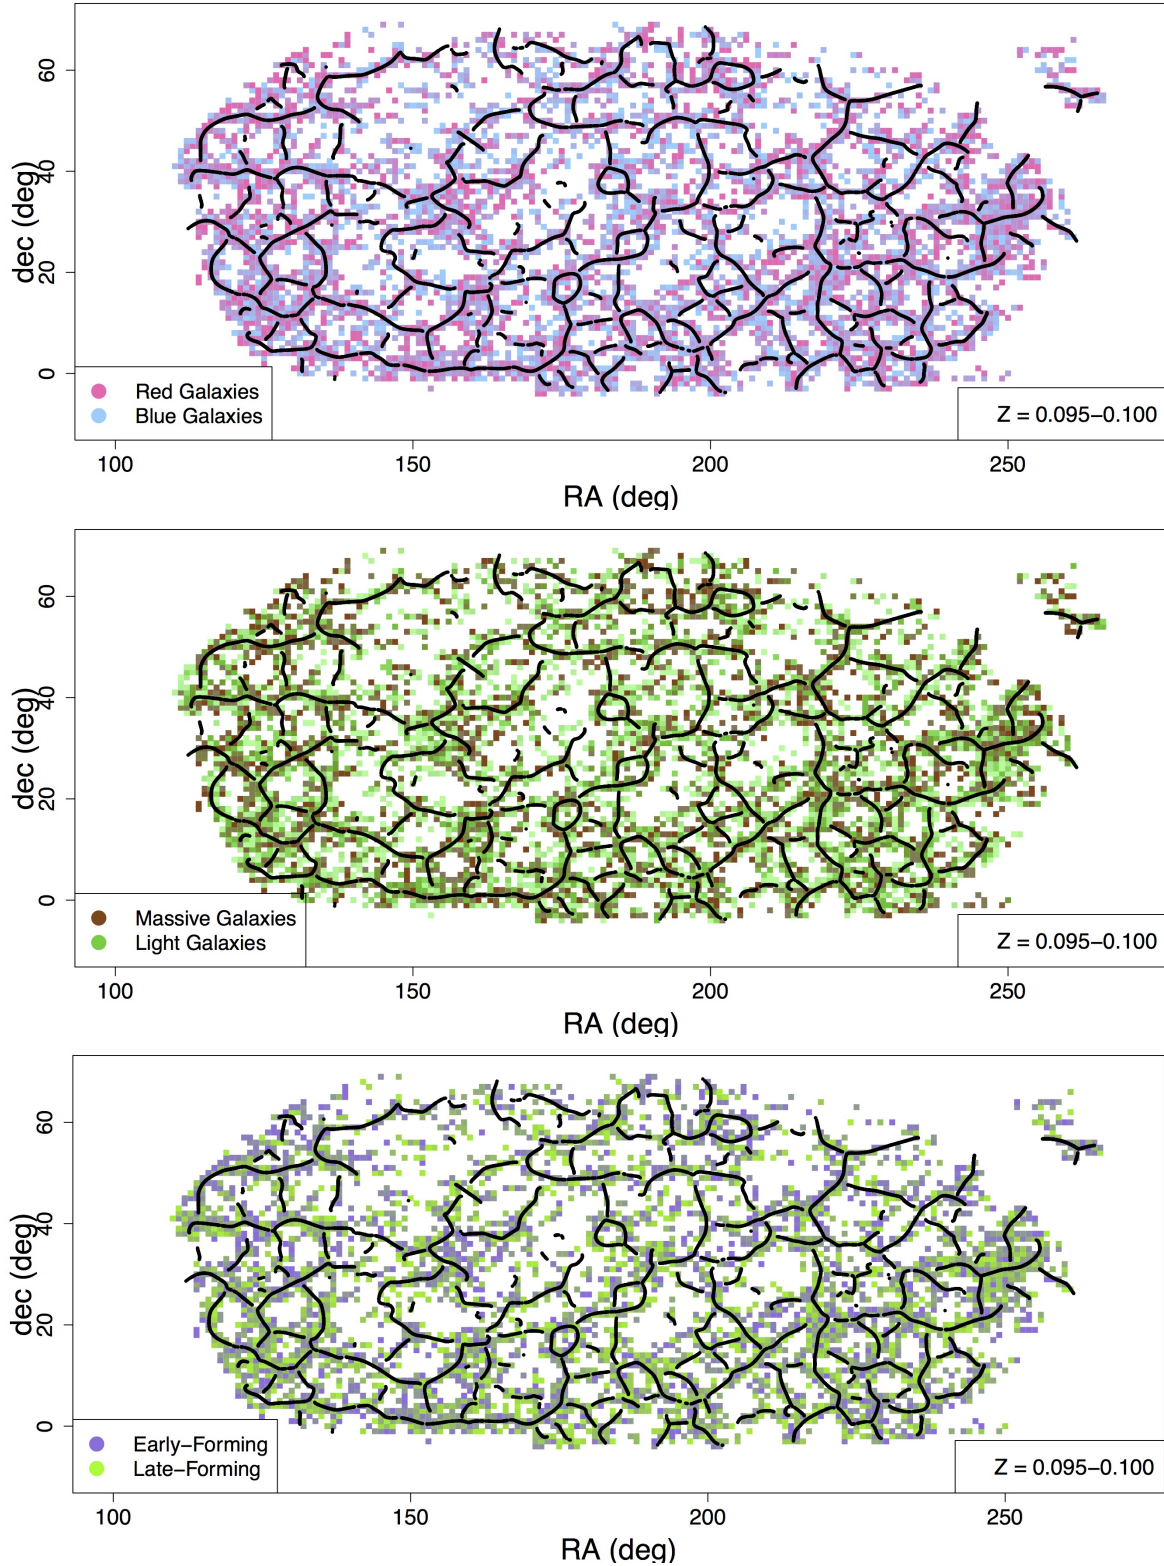 60
40
20
0
dec (deg)
Red Galaxies
Blue Galaxies
Z = 0.095−0.100
100 150 200 250
RA (deg)
60
40
20
0
dec (deg)
Massive Galaxies
Light Galaxies
Z = 0.095−0.100
100 150 200 250
RA (deg)
60
40
20
0
dec (deg)
Early−Forming
Late−Forming
Z = 0.095−0.100
100 150 200 250
RA (deg)